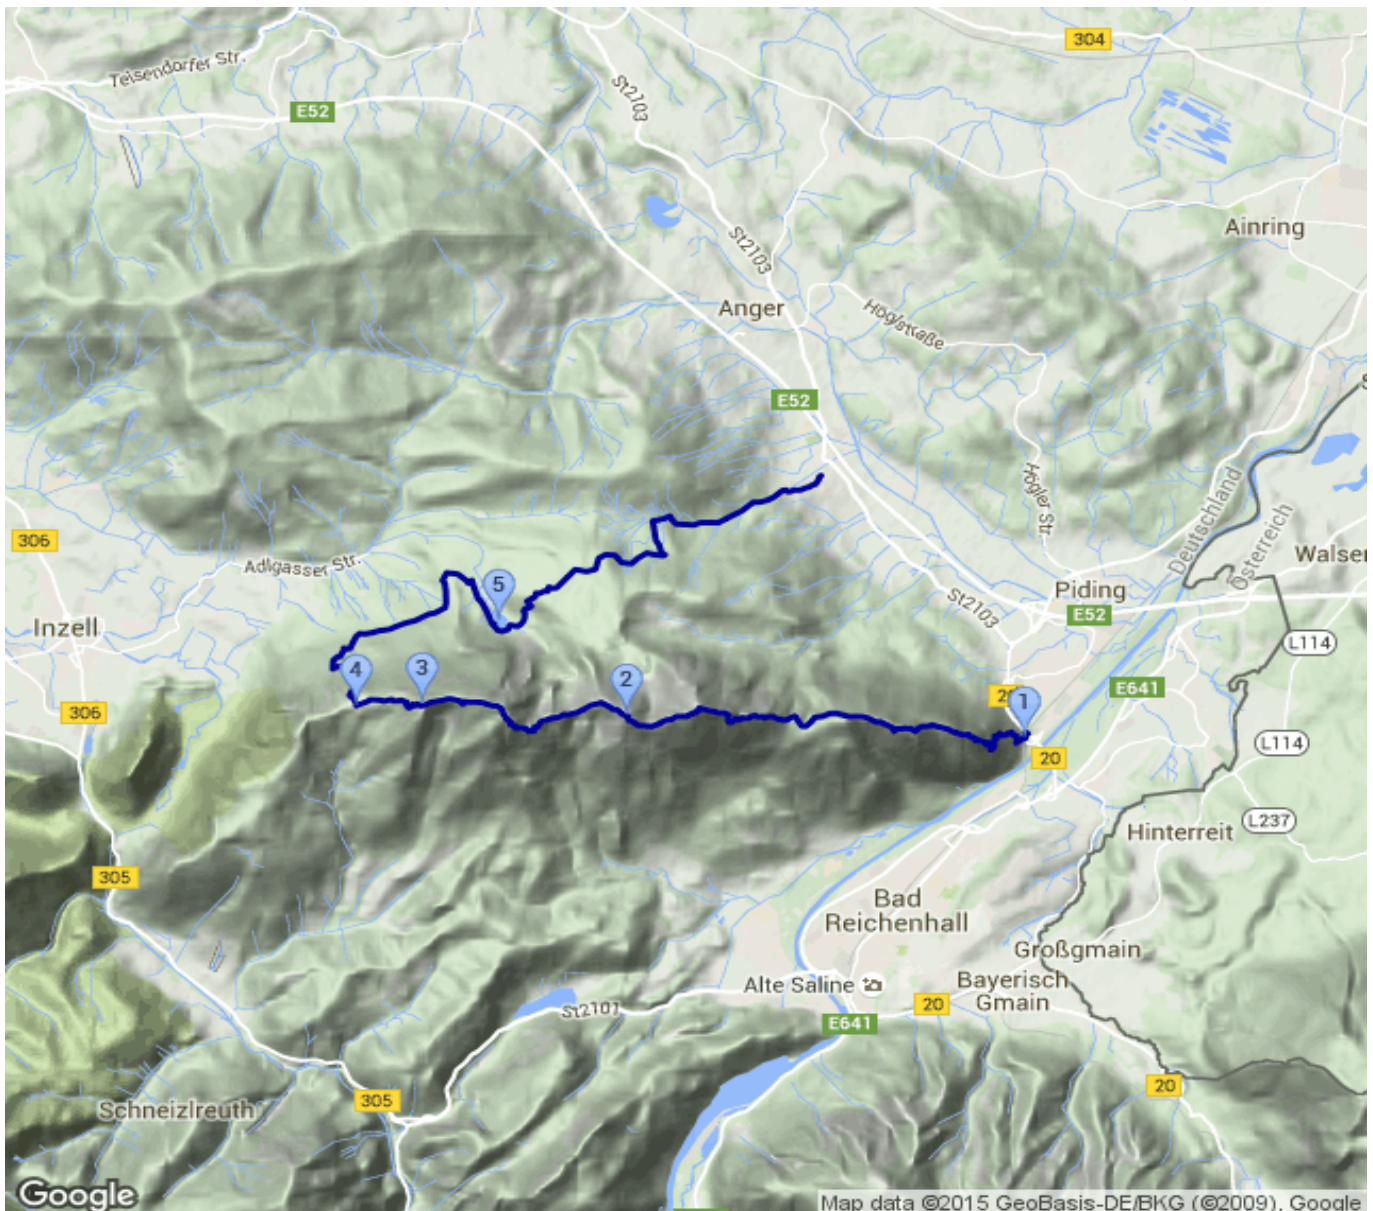 304
Teisendorfer Str.
E52
St2103
Ainring
St2103
Anger
Höglstraße
E52
Högler Str
Deutschland
Österreich
306
Adlgasser Str.
Walser
5
Piding
St2103
E52
Inzell
L114
4
3
2
E641
20
1
306
L114
20
L237
Hinterreit
305
Bad
Reichenhall
Großgmain
Alte Saline
Bayerisch
Gmain
20
St2101
E641
20
305
Schneizlreuth
Google
Map data ©2015 GeoBasis-DE/BKG (©2009), Google